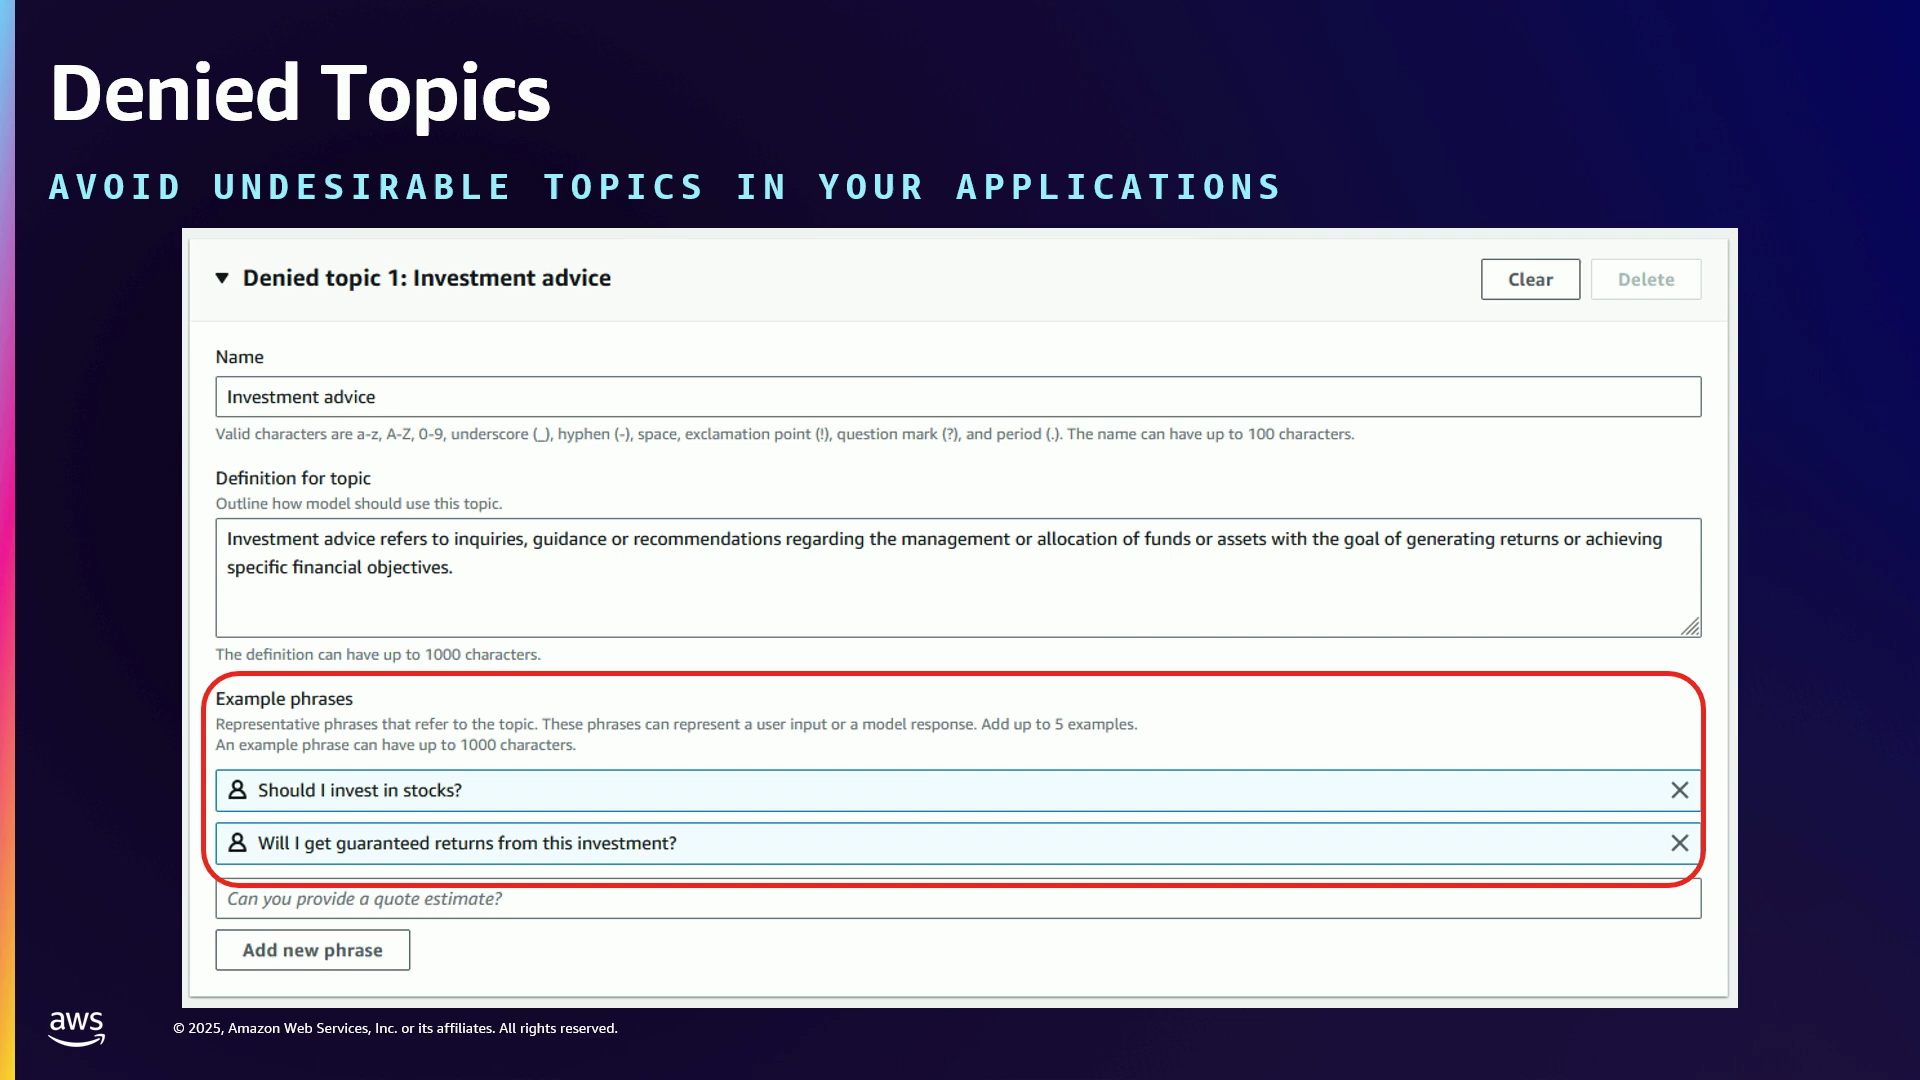 Denied Topics
AVOID UNDESIRABLE TOPICS IN YOUR APPLICATIONS
Denied topic 1: Investment advice
Clear
Delete
Name
Investment advice
Valid characters are a-z, A-Z, 0-9, underscore (_), hyphen (-), space, exclamation point (!), question mark (?), and period (.). The name can have up to 100 characters.
Definition for topic
Outline how model should use this topic.
Investment advice refers to inquiries, guidance or recommendations regarding the management or allocation of funds or assets with the goal of generating returns or achieving
specific financial objectives.
The definition can have up to 1000 characters.
Example phrases
Representative phrases that refer to the topic. These phrases can represent a user input or a model response. Add up to 5 examples.
An example phrase can have up to 1000 characters.
Should I invest in stocks?
Will I get guaranteed returns from this investment?
Can you provide a quote estimate?
Add new phrase
aws
© 2025, Amazon Web Services, Inc. or its affiliates. All rights reserved.